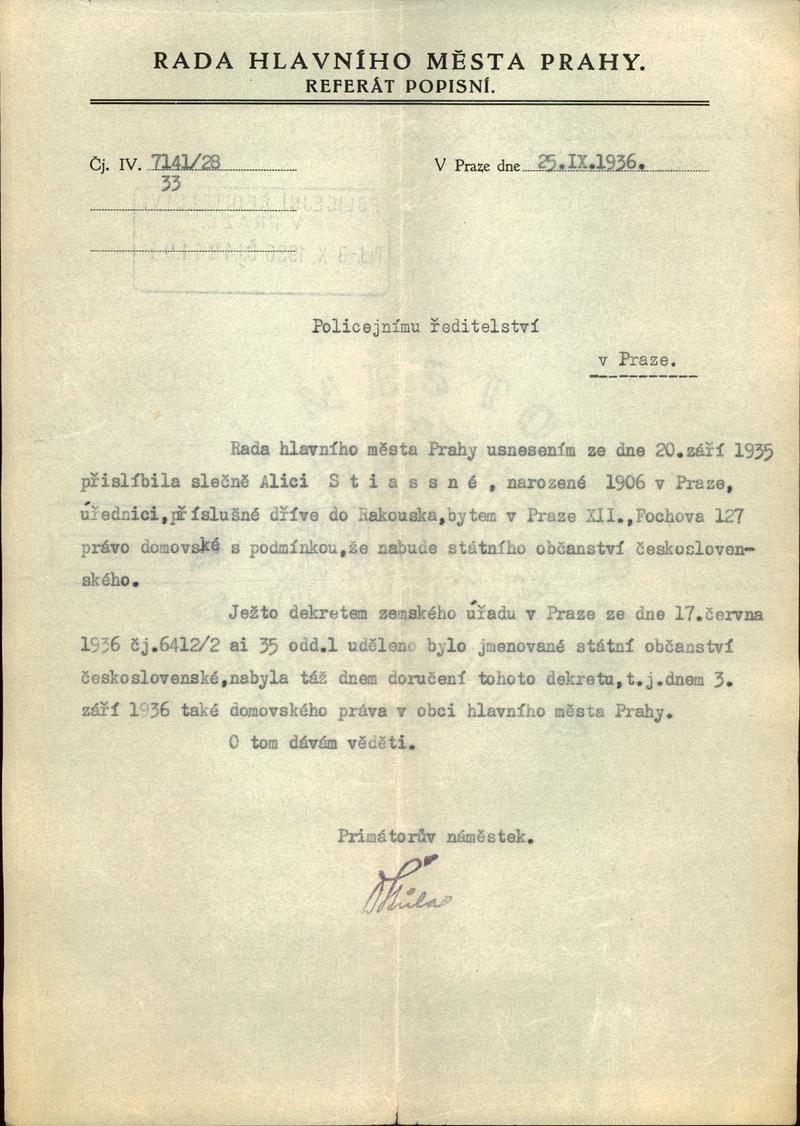 RADA HLAVNÍHO MĚSTA PRAHY.
REFERÁT POPISNÍ.
Čj. IV. 7141/28
33
V Praze dne 25.IX.1936.
Policejnímu ředitelství
v Praze.
Rada hlavního města Prahy usnesením ze dne 20.září 1935
přislíbila slečně Alici S t i a s s n é , narozené 1906 v Praze,
úřednici,příslušné dříve do Rakouska,bytem v Praze XII.,Fochova 127
právo domovské s podmínkou,že nabude státního občanství českosloven-
ského.
Ježto dekretem zemského úřadu v Praze ze dne 17.června
1936 čj.6412/2 ai 35 odd.1 uděleno bylo jmenované státní občanství
československé,nabyla táž dnem doručení tohoto dekretu,t.j.dnem 3.
září 1936 také domovského práva v obci hlavního města Prahy.
O tom dávám věděti.
Primátorův náměstek.